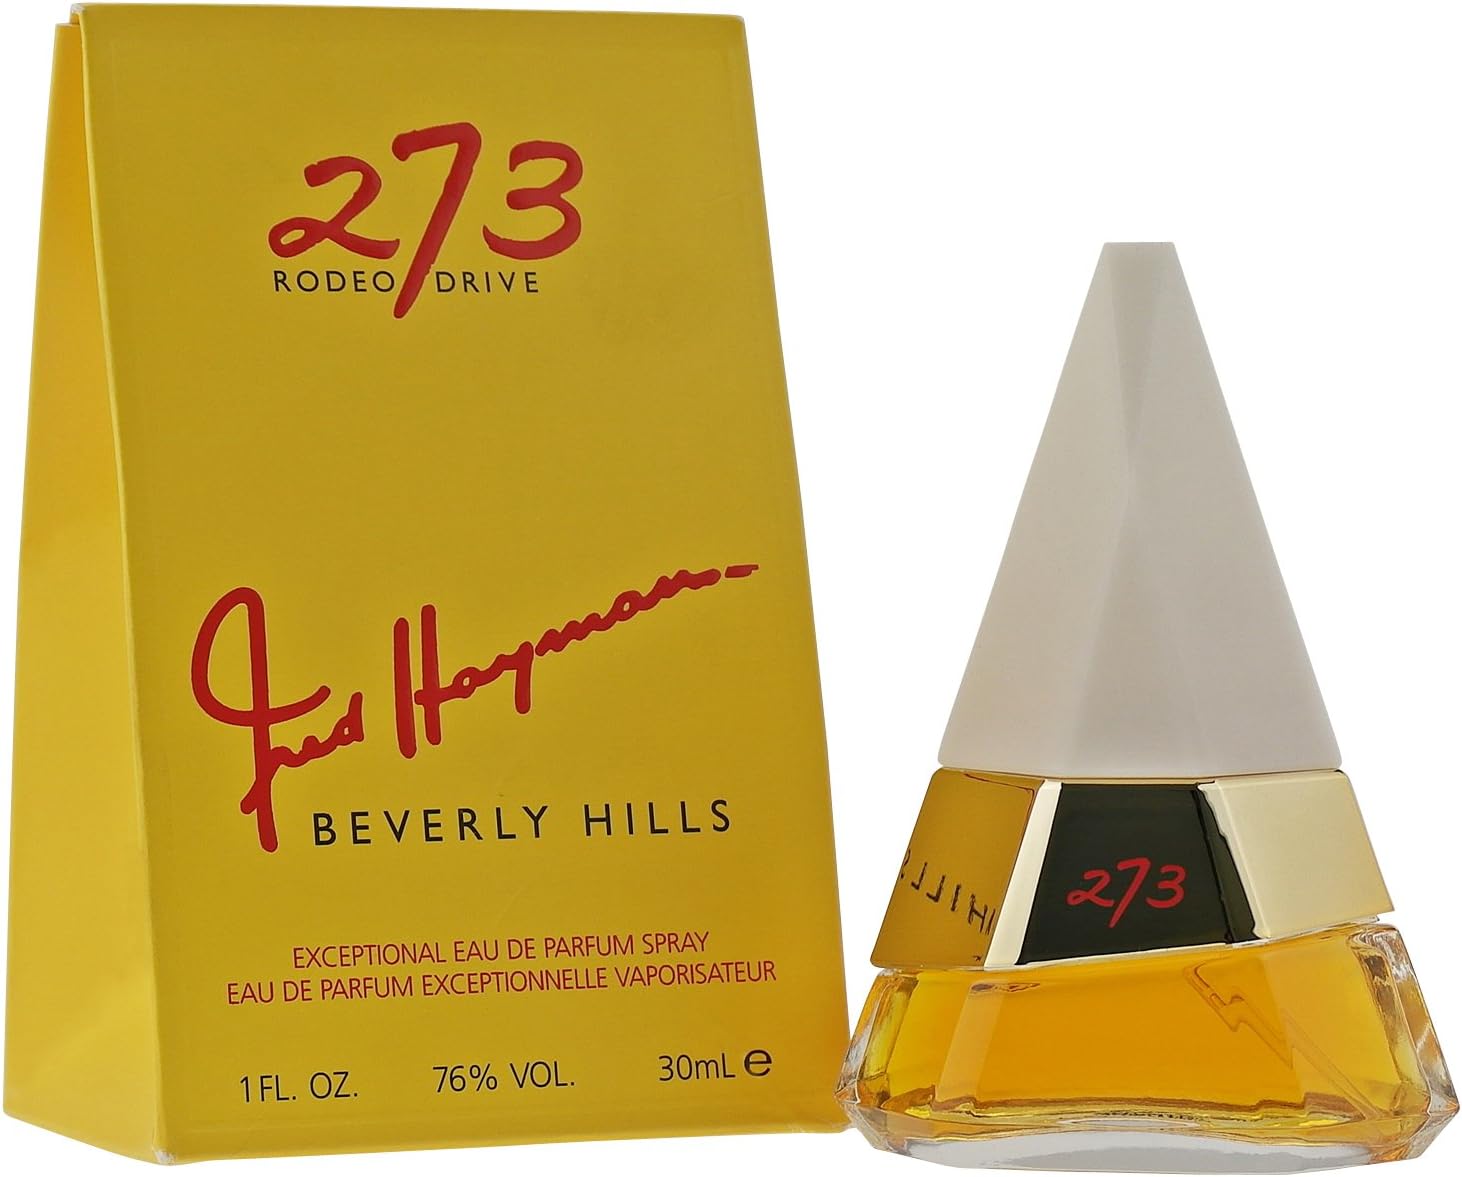 273
RODEO DRIVE
Fred Hayman
BEVERLY HILLS
EXCEPTIONAL EAU DE PARFUM SPRAY
EAU DE PARFUM EXCEPTIONNELLE VAPORISATEUR
1 FL. OZ. 76% VOL. 30mL e
273
HILLS